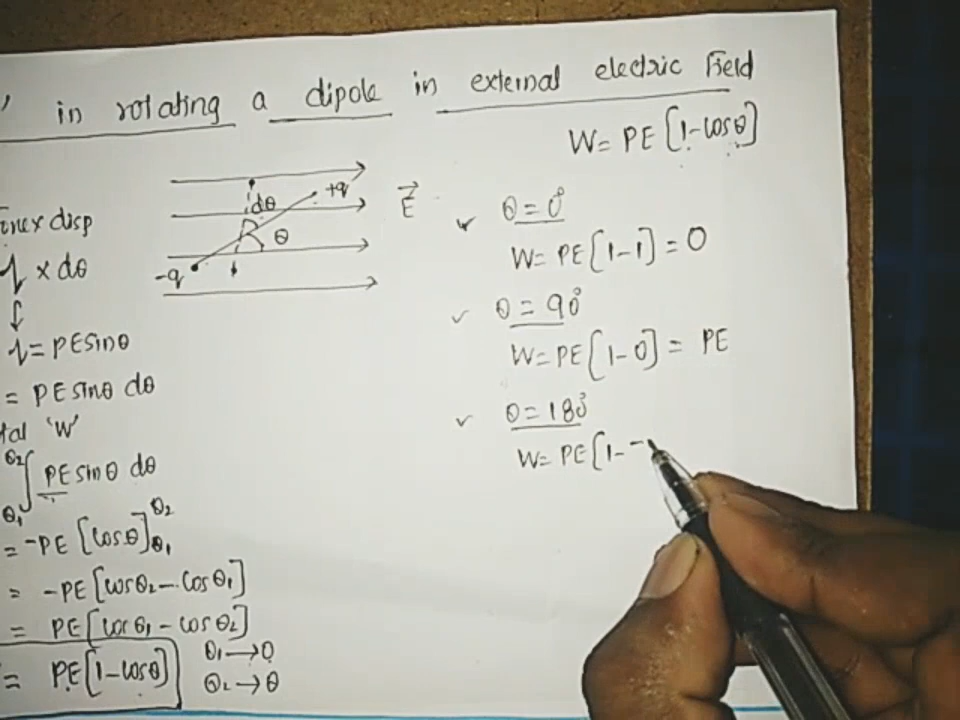 ' in rotating a dipole in external electric Field
W= PE [1-cosθ]
+q
dθ
E
θ
-q
disp
× dθ
= PE sinθ
= PE sinθ dθ
'W'
θ2
∫ PE sinθ dθ
θ1
= -PE [cosθ]θ2 θ1
= -PE [cosθ2 - cosθ1]
= PE [cosθ1 - cosθ2]
= PE [1-cosθ]
θ1→0
θ2→θ
θ = 0°
W= PE [1-1] = 0
θ = 90°
W= PE [1-0] = PE
θ = 180°
W= PE [1- -